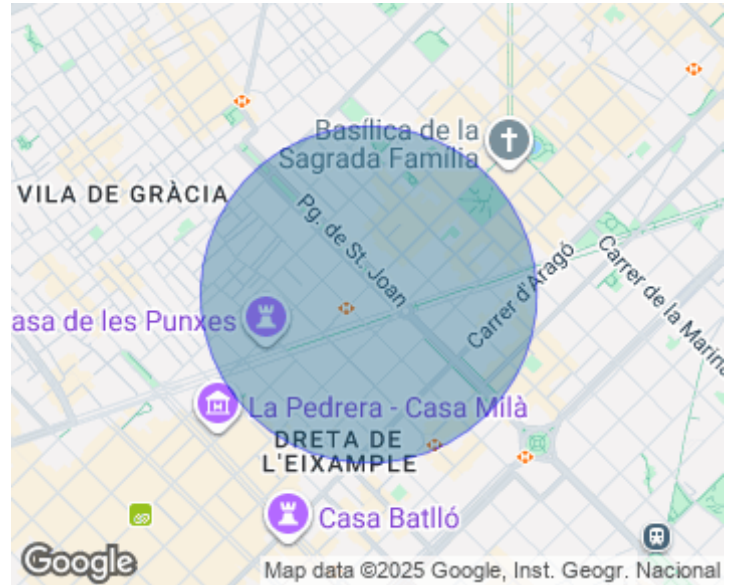 Basílica de la
Sagrada Família
VILA DE GRÀCIA
Pg. de St. Joan
Carrer d'Aragó
Carrer de la Marina
asa de les Punxes
La Pedrera - Casa Milà
DRETA DE
L'EIXAMPLE
Casa Batlló
Google
Map data ©2025 Google, Inst. Geogr. Nacional